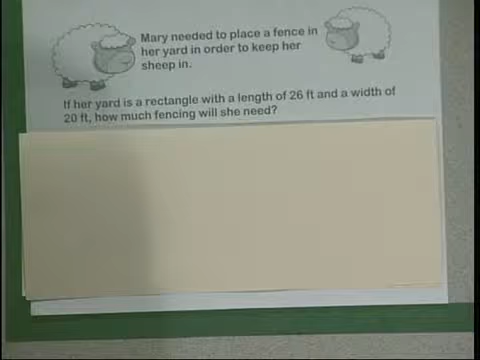 Mary needed to place a fence in
her yard in order to keep her
sheep in.
If her yard is a rectangle with a length of 26 ft and a width of
20 ft, how much fencing will she need?